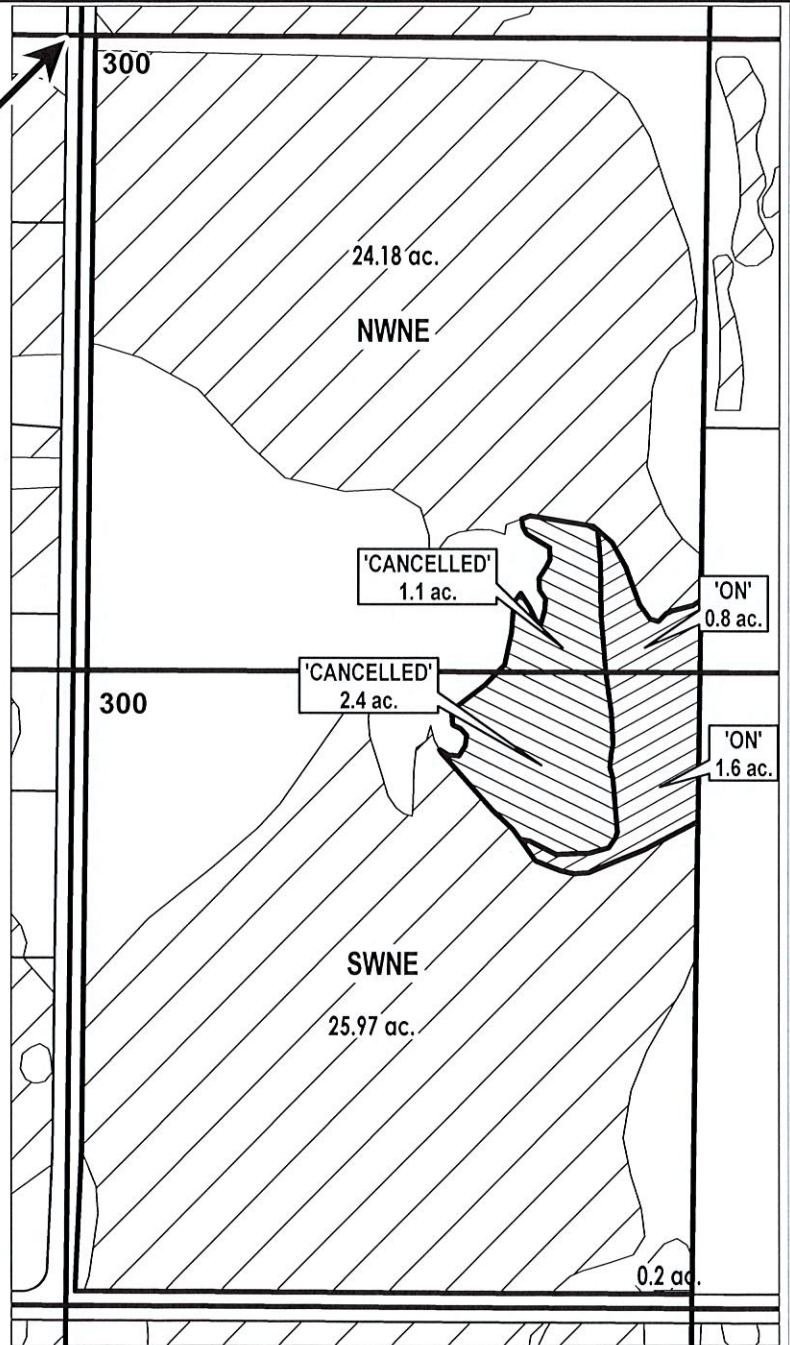 300
24.18 ac.
NWNE
'CANCELLED'
1.1 ac.
'ON'
0.8 ac.
'CANCELLED'
2.4 ac.
300
'ON'
1.6 ac.
SWNE
25.97 ac.
0.2 ac.